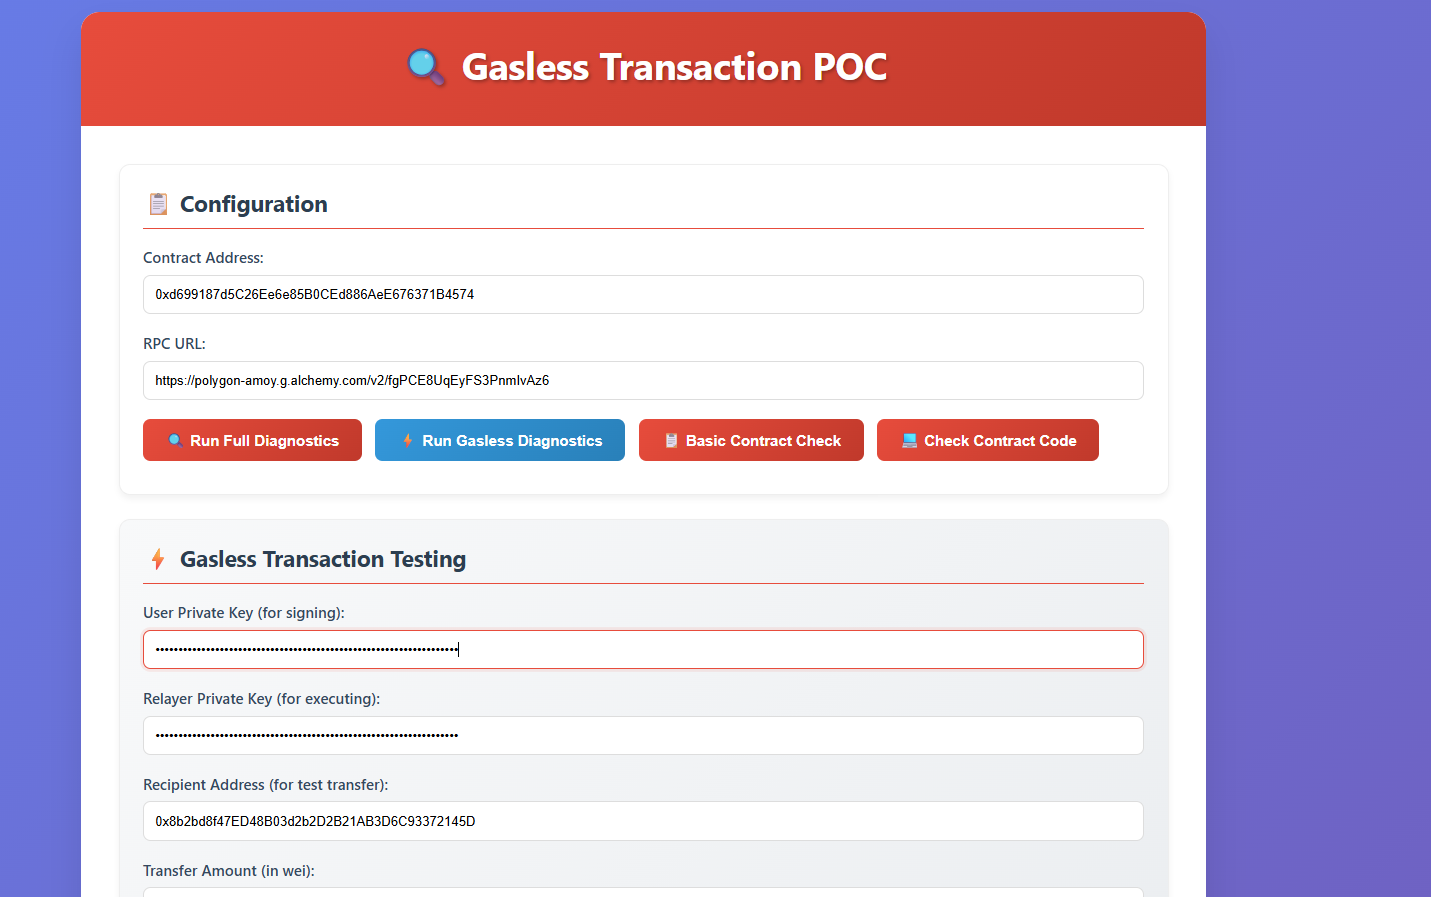 Gasless Transaction POC
Configuration
Contract Address:
0xd699187d5C26Ee6e85B0CEd886AeE676371B4574
RPC URL:
https://polygon-amoy.g.alchemy.com/v2/fgPCE8UqEyFS3PnmlvAz6
Run Full Diagnostics
Run Gasless Diagnostics
Basic Contract Check
Check Contract Code
Gasless Transaction Testing
User Private Key (for signing):
Relayer Private Key (for executing):
Recipient Address (for test transfer):
0x8b2bd8f47ED48B03d2b2D2B21AB3D6C93372145D
Transfer Amount (in wei):